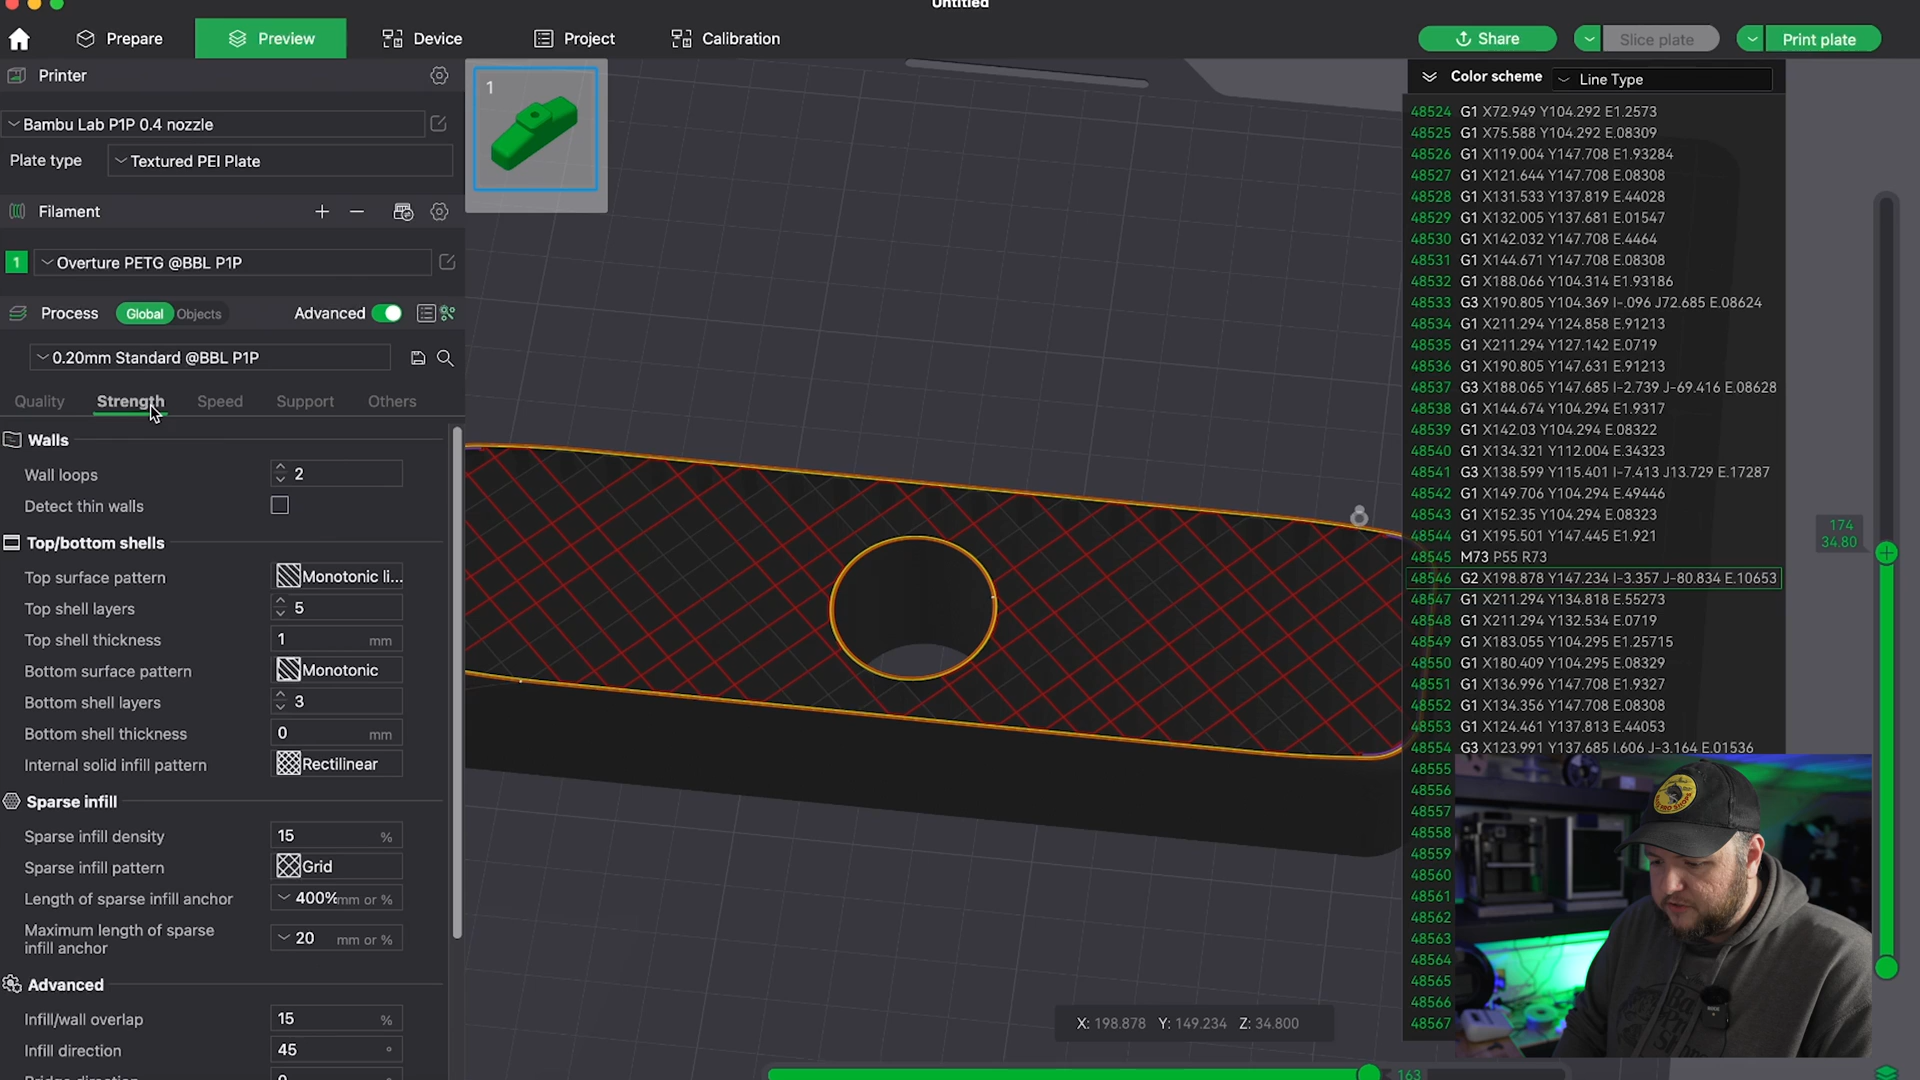 Untitled
Prepare
Preview
Device
Project
Calibration
Share
Slice plate
Print plate
Printer
Bambu Lab P1P 0.4 nozzle
Plate type
Textured PEI Plate
Filament
1
Overture PETG @BBL P1P
Process
Global
Objects
Advanced
0.20mm Standard @BBL P1P
Quality
Strength
Speed
Support
Others
Walls
Wall loops
2
Detect thin walls
Top/bottom shells
Top surface pattern
Monotonic li...
Top shell layers
5
Top shell thickness
1 mm
Bottom surface pattern
Monotonic
Bottom shell layers
3
Bottom shell thickness
0 mm
Internal solid infill pattern
Rectilinear
Sparse infill
Sparse infill density
15 %
Sparse infill pattern
Grid
Length of sparse infill anchor
400% mm or %
Maximum length of sparse
infill anchor
20 mm or %
Advanced
Infill/wall overlap
15 %
Infill direction
45 °
1
Color scheme
Line Type
48524 G1 X72.949 Y104.292 E1.2573
48525 G1 X75.588 Y104.292 E.08309
48526 G1 X119.004 Y147.708 E1.93284
48527 G1 X121.644 Y147.708 E.08308
48528 G1 X131.533 Y137.819 E.44028
48529 G1 X132.005 Y137.681 E.01547
48530 G1 X142.032 Y147.708 E.4464
48531 G1 X144.671 Y147.708 E.08308
48532 G1 X188.066 Y104.314 E1.93186
48533 G3 X190.805 Y104.369 I-.096 J72.685 E.08624
48534 G1 X211.294 Y124.858 E.91213
48535 G1 X211.294 Y127.142 E.0719
48536 G1 X190.805 Y147.631 E.91213
48537 G3 X188.065 Y147.685 I-2.739 J-69.416 E.08628
48538 G1 X144.674 Y104.294 E1.9317
48539 G1 X142.03 Y104.294 E.08322
48540 G1 X134.321 Y112.004 E.34323
48541 G3 X138.599 Y115.401 I-7.413 J13.729 E.17287
48542 G1 X149.706 Y104.294 E.49446
48543 G1 X152.35 Y104.294 E.08323
48544 G1 X195.501 Y147.445 E1.921
48545 M73 P55 R73
48546 G2 X198.878 Y147.234 I-3.357 J-80.834 E.10653
48547 G1 X211.294 Y134.818 E.55273
48548 G1 X211.294 Y132.534 E.0719
48549 G1 X183.055 Y104.295 E1.25715
48550 G1 X180.409 Y104.295 E.08329
48551 G1 X136.996 Y147.708 E1.9327
48552 G1 X134.356 Y147.708 E.08308
48553 G1 X124.461 Y137.813 E.44053
48554 G3 X123.991 Y137.685 I.606 J-3.164 E.01536
48555
48556
48557
48558
48559
48560
48561
48562
48563
48564
48565
48566
48567
174
34.80
X: 198.878 Y: 149.234 Z: 34.800
163